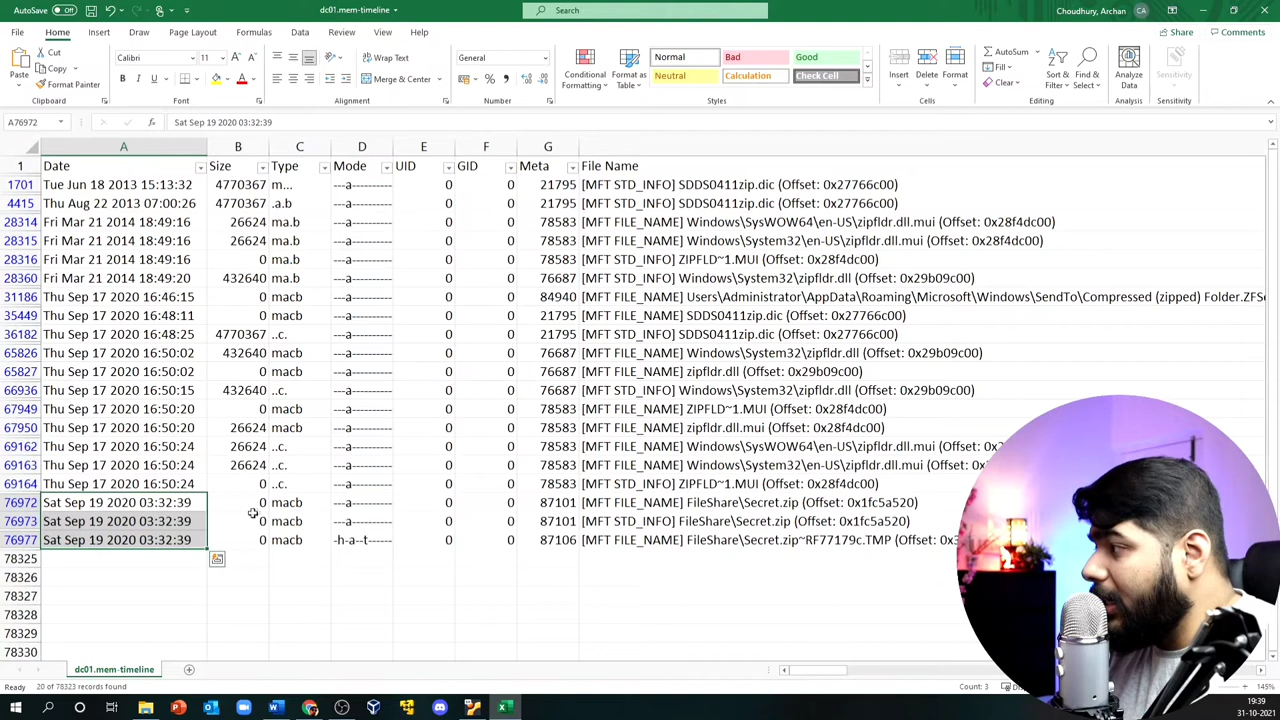 AutoSave Off dc01.mem-timeline Search Choudhury, Archan CA
File Home Insert Draw Page Layout Formulas Data Review View Help Share Comments
Cut Calibri 11 Wrap Text General Normal Bad Good AutoSum
Paste Copy Format Painter Merge & Center Conditional Formatting Format as Table Neutral Calculation Check Cell Insert Delete Format Fill Clear Sort & Filter Find & Select Analyze Data Sensitivity
Clipboard Font Alignment Number Styles Cells Editing Analysis Sensitivity
A76972 fx Sat Sep 19 2020 03:32:39
A B C D E F G H
1 Date Size Type Mode UID GID Meta File Name
1701 Tue Jun 18 2013 15:13:32 4770367 m... ---a---------- 0 0 21795 [MFT STD_INFO] SDDS0411zip.dic (Offset: 0x27766c00)
4415 Thu Aug 22 2013 07:00:26 4770367 .a.b ---a---------- 0 0 21795 [MFT STD_INFO] SDDS0411zip.dic (Offset: 0x27766c00)
28314 Fri Mar 21 2014 18:49:16 26624 ma.b ---a---------- 0 0 78583 [MFT FILE_NAME] Windows\SysWOW64\en-US\zipfldr.dll.mui (Offset: 0x28f4dc00)
28315 Fri Mar 21 2014 18:49:16 26624 ma.b ---a---------- 0 0 78583 [MFT STD_INFO] Windows\System32\en-US\zipfldr.dll.mui (Offset: 0x28f4dc00)
28316 Fri Mar 21 2014 18:49:16 0 ma.b ---a---------- 0 0 78583 [MFT STD_INFO] ZIPFLD~1.MUI (Offset: 0x28f4dc00)
28360 Fri Mar 21 2014 18:49:20 432640 ma.b ---a---------- 0 0 76687 [MFT STD_INFO] Windows\System32\zipfldr.dll (Offset: 0x29b09c00)
31186 Thu Sep 17 2020 16:46:15 0 macb ---a---------- 0 0 84940 [MFT FILE_NAME] Users\Administrator\AppData\Roaming\Microsoft\Windows\SendTo\Compressed (zipped) Folder.ZFSe
35449 Thu Sep 17 2020 16:48:11 0 macb ---a---------- 0 0 21795 [MFT FILE_NAME] SDDS0411zip.dic (Offset: 0x27766c00)
36182 Thu Sep 17 2020 16:48:25 4770367 ..c. ---a---------- 0 0 21795 [MFT STD_INFO] SDDS0411zip.dic (Offset: 0x27766c00)
65826 Thu Sep 17 2020 16:50:02 432640 macb ---a---------- 0 0 76687 [MFT FILE_NAME] Windows\System32\zipfldr.dll (Offset: 0x29b09c00)
65827 Thu Sep 17 2020 16:50:02 0 macb ---a---------- 0 0 76687 [MFT FILE_NAME] zipfldr.dll (Offset: 0x29b09c00)
66936 Thu Sep 17 2020 16:50:15 432640 ..c. ---a---------- 0 0 76687 [MFT STD_INFO] Windows\System32\zipfldr.dll (Offset: 0x29b09c00)
67949 Thu Sep 17 2020 16:50:20 0 macb ---a---------- 0 0 78583 [MFT FILE_NAME] ZIPFLD~1.MUI (Offset: 0x28f4dc00)
67950 Thu Sep 17 2020 16:50:20 26624 macb ---a---------- 0 0 78583 [MFT FILE_NAME] zipfldr.dll.mui (Offset: 0x28f4dc00)
69162 Thu Sep 17 2020 16:50:24 26624 ..c. ---a---------- 0 0 78583 [MFT FILE_NAME] Windows\SysWOW64\en-US\zipfldr.dll.mui
69163 Thu Sep 17 2020 16:50:24 26624 ..c. ---a---------- 0 0 78583 [MFT STD_INFO] Windows\System32\en-US\zipfldr.dll.mui
69164 Thu Sep 17 2020 16:50:24 0 ..c. ---a---------- 0 0 78583 [MFT STD_INFO] ZIPFLD~1.MUI (Offset: 0x28f4dc00)
76972 Sat Sep 19 2020 03:32:39 0 macb ---a---------- 0 0 87101 [MFT FILE_NAME] FileShare\Secret.zip (Offset: 0x1fc5a520)
76973 Sat Sep 19 2020 03:32:39 0 macb ---a---------- 0 0 87101 [MFT STD_INFO] FileShare\Secret.zip (Offset: 0x1fc5a520)
76977 Sat Sep 19 2020 03:32:39 0 macb -h-a--t------ 0 0 87106 [MFT FILE_NAME] FileShare\Secret.zip~RF77179c.TMP
78325
78326
78327
78328
78329
78330
dc01.mem-timeline
Ready 20 of 78323 records found Count: 3 145%
19:39
31-10-2021